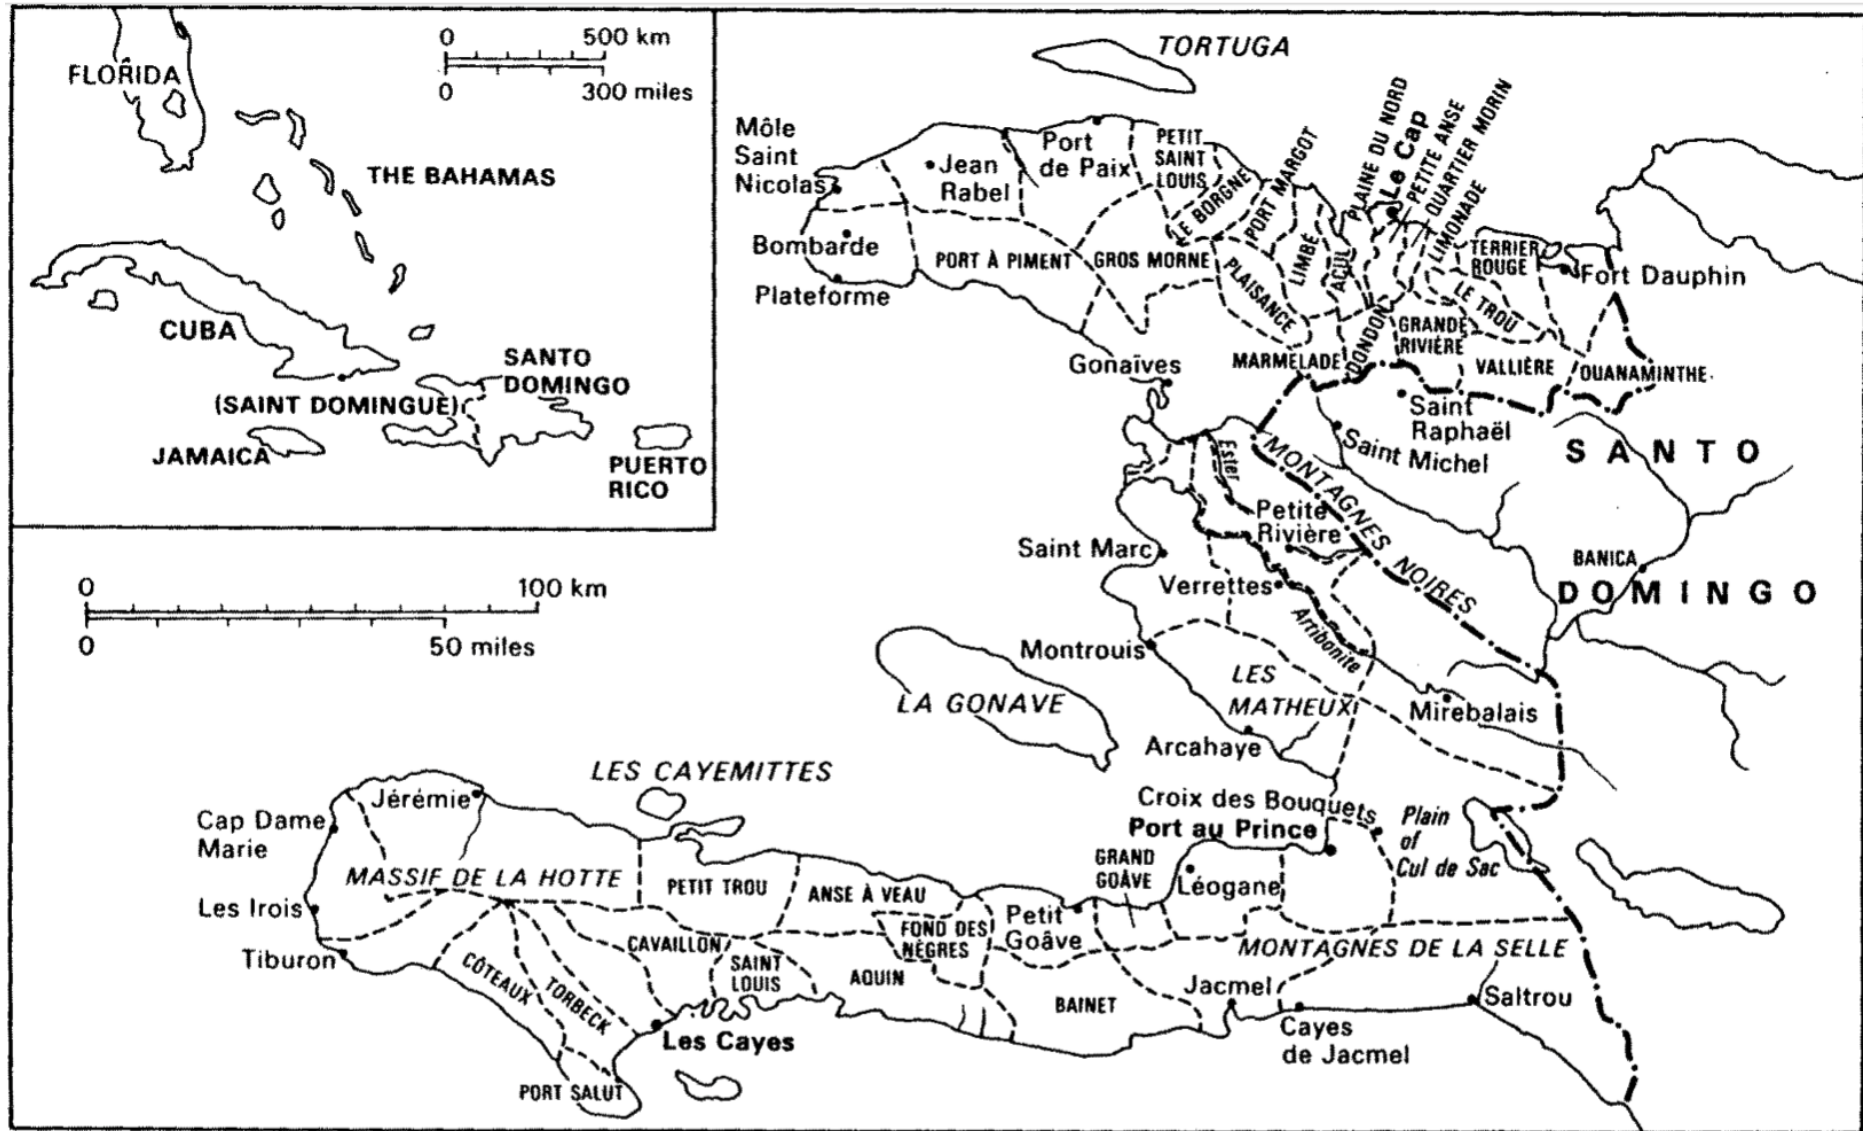 0 500 km
0 300 miles
FLORIDA
THE BAHAMAS
CUBA
SANTO
DOMINGO
(SAINT DOMINGUE)
JAMAICA
PUERTO
RICO
0 100 km
0 50 miles
TORTUGA
Môle
Saint
Nicolas
Jean
Rabel
Port
de Paix
PETIT
SAINT
LOUIS
LE BORGNE
PORT MARGOT
PLAINE DU NORD
Le Cap
PETITE ANSE
QUARTIER MORIN
LIMONADE
Bombarde
Plateforme
PORT À PIMENT
GROS MORNE
PLAISANCE
LIMBÉ
ACUL
TERRIER
ROUGE
Fort Dauphin
LE TROU
DONDON
GRANDE
RIVIÈRE
MARMELADE
VALLIÈRE
OUANAMINTHE
Gonaïves
Saint
Raphaël
Saint Michel
SANTO
DOMINGO
BANICA
Ester
MONTAGNES NOIRES
Petite
Rivière
Saint Marc
Verrettes
Artibonite
Montrouis
LES
MATHEUX
LA GONAVE
Mirebalais
Arcahaye
LES CAYEMITTES
Jérémie
Cap Dame
Marie
MASSIF DE LA HOTTE
Les Irois
Tiburon
PETIT TROU
ANSE À VEAU
FOND DES
NÈGRES
CAVAILLON
SAINT
LOUIS
AQUIN
CÔTEAUX
TORBECK
Les Cayes
PORT SALUT
Croix des Bouquets
Port au Prince
Plain
of
Cul de Sac
GRAND
GOÂVE
Léogane
Petit
Goâve
MONTAGNES DE LA SELLE
BAINET
Jacmel
Cayes
de Jacmel
Saltrou